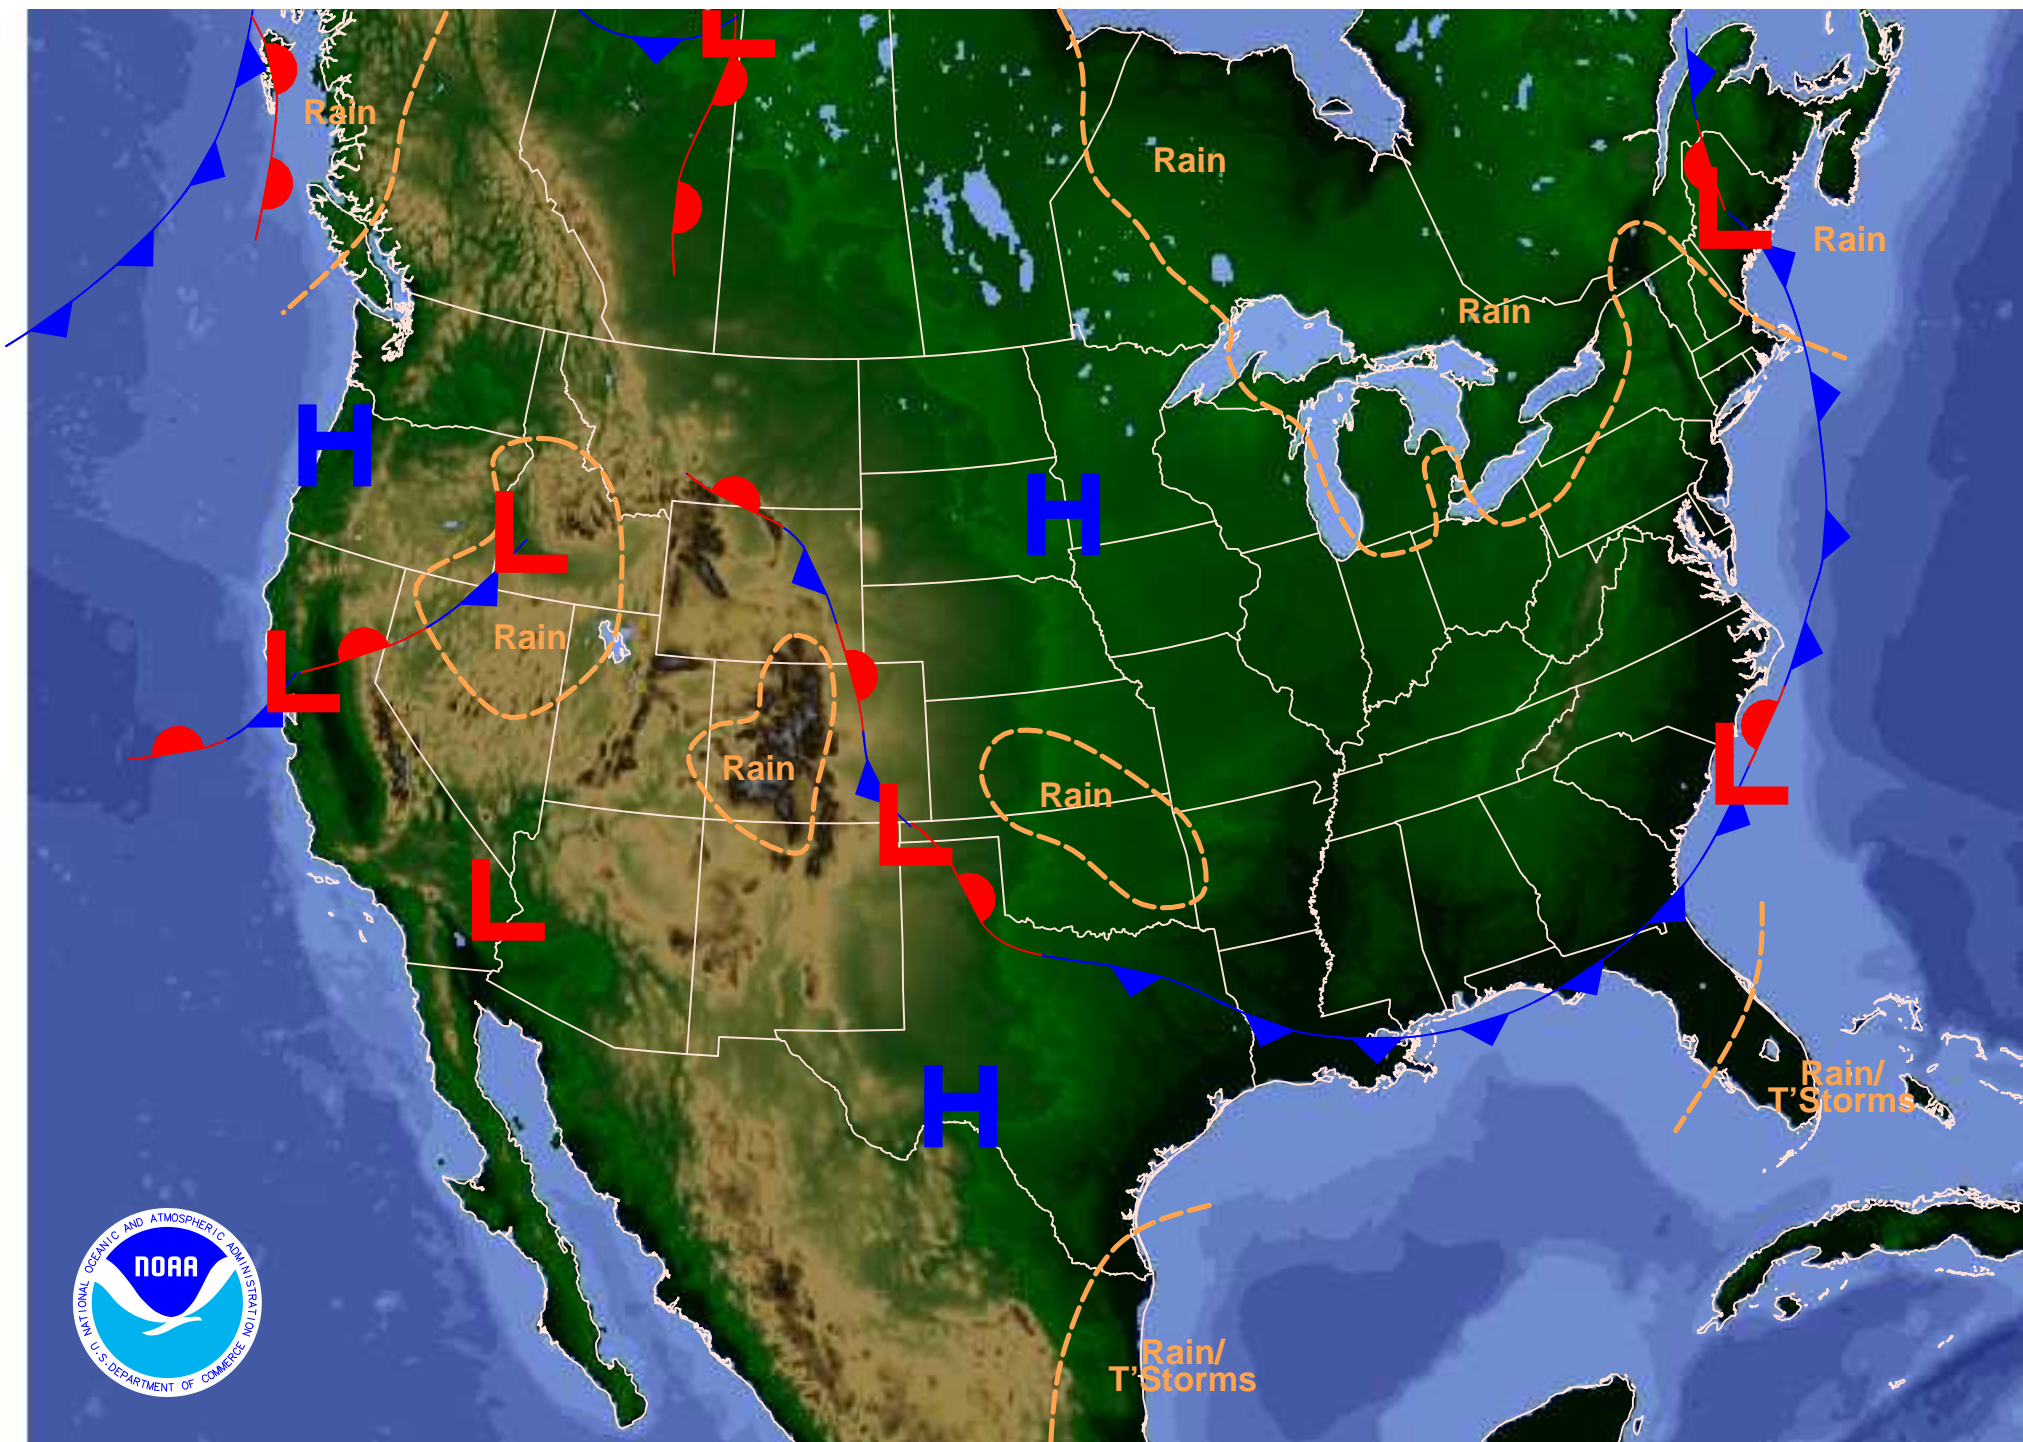 L
Rain
Rain
L
Rain
Rain
H
H
L
Rain
L
Rain
Rain
L
L
L
H
Rain/
T'Storms
NATIONAL OCEANIC AND ATMOSPHERIC ADMINISTRATION
NOAA
U.S. DEPARTMENT OF COMMERCE
Rain/
T'Storms